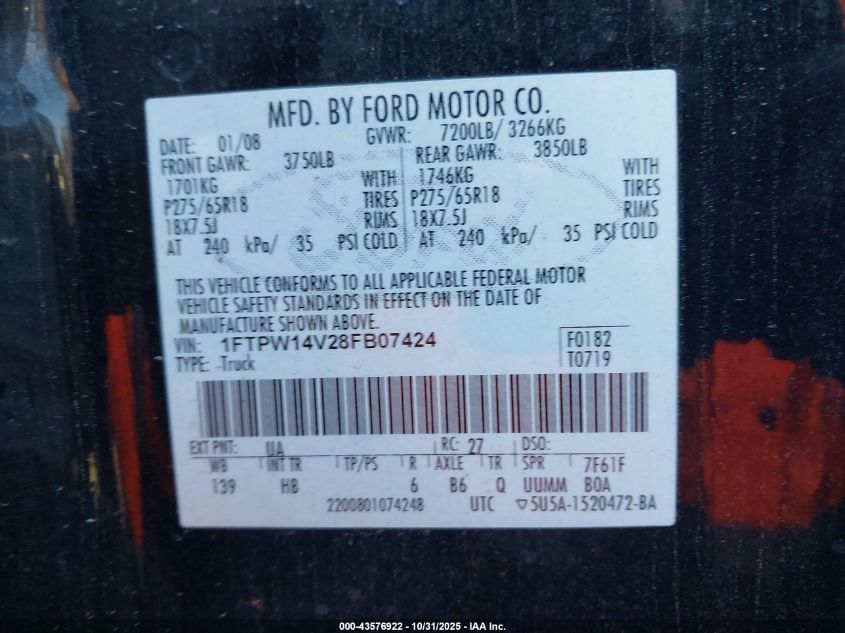 MFD. BY FORD MOTOR CO.
DATE: 01/08 GVWR: 7200LB/ 3266KG
FRONT GAWR: 3750LB REAR GAWR: 3850LB
1701KG WITH 1746KG WITH
P275/65R18 TIRES P275/65R18 TIRES
18X7.5J RIMS 18X7.5J RIMS
AT 240 kPa/ 35 PSI COLD AT 240 kPa/ 35 PSI COLD
THIS VEHICLE CONFORMS TO ALL APPLICABLE FEDERAL MOTOR
VEHICLE SAFETY STANDARDS IN EFFECT ON THE DATE OF
MANUFACTURE SHOWN ABOVE.
VIN: 1FTPW14V28FB07424 F0182
TYPE: -Truck T0719
EXT PNT: UA RC: 27 DSO:
WB INT TR TP/PS R AXLE TR SPR 7F61F
139 HB 6 B6 Q UUMM B0A
2200801074248 UTC ▽5U5A-1520472-BA
000-43576922 - 10/31/2025 - IAA Inc.